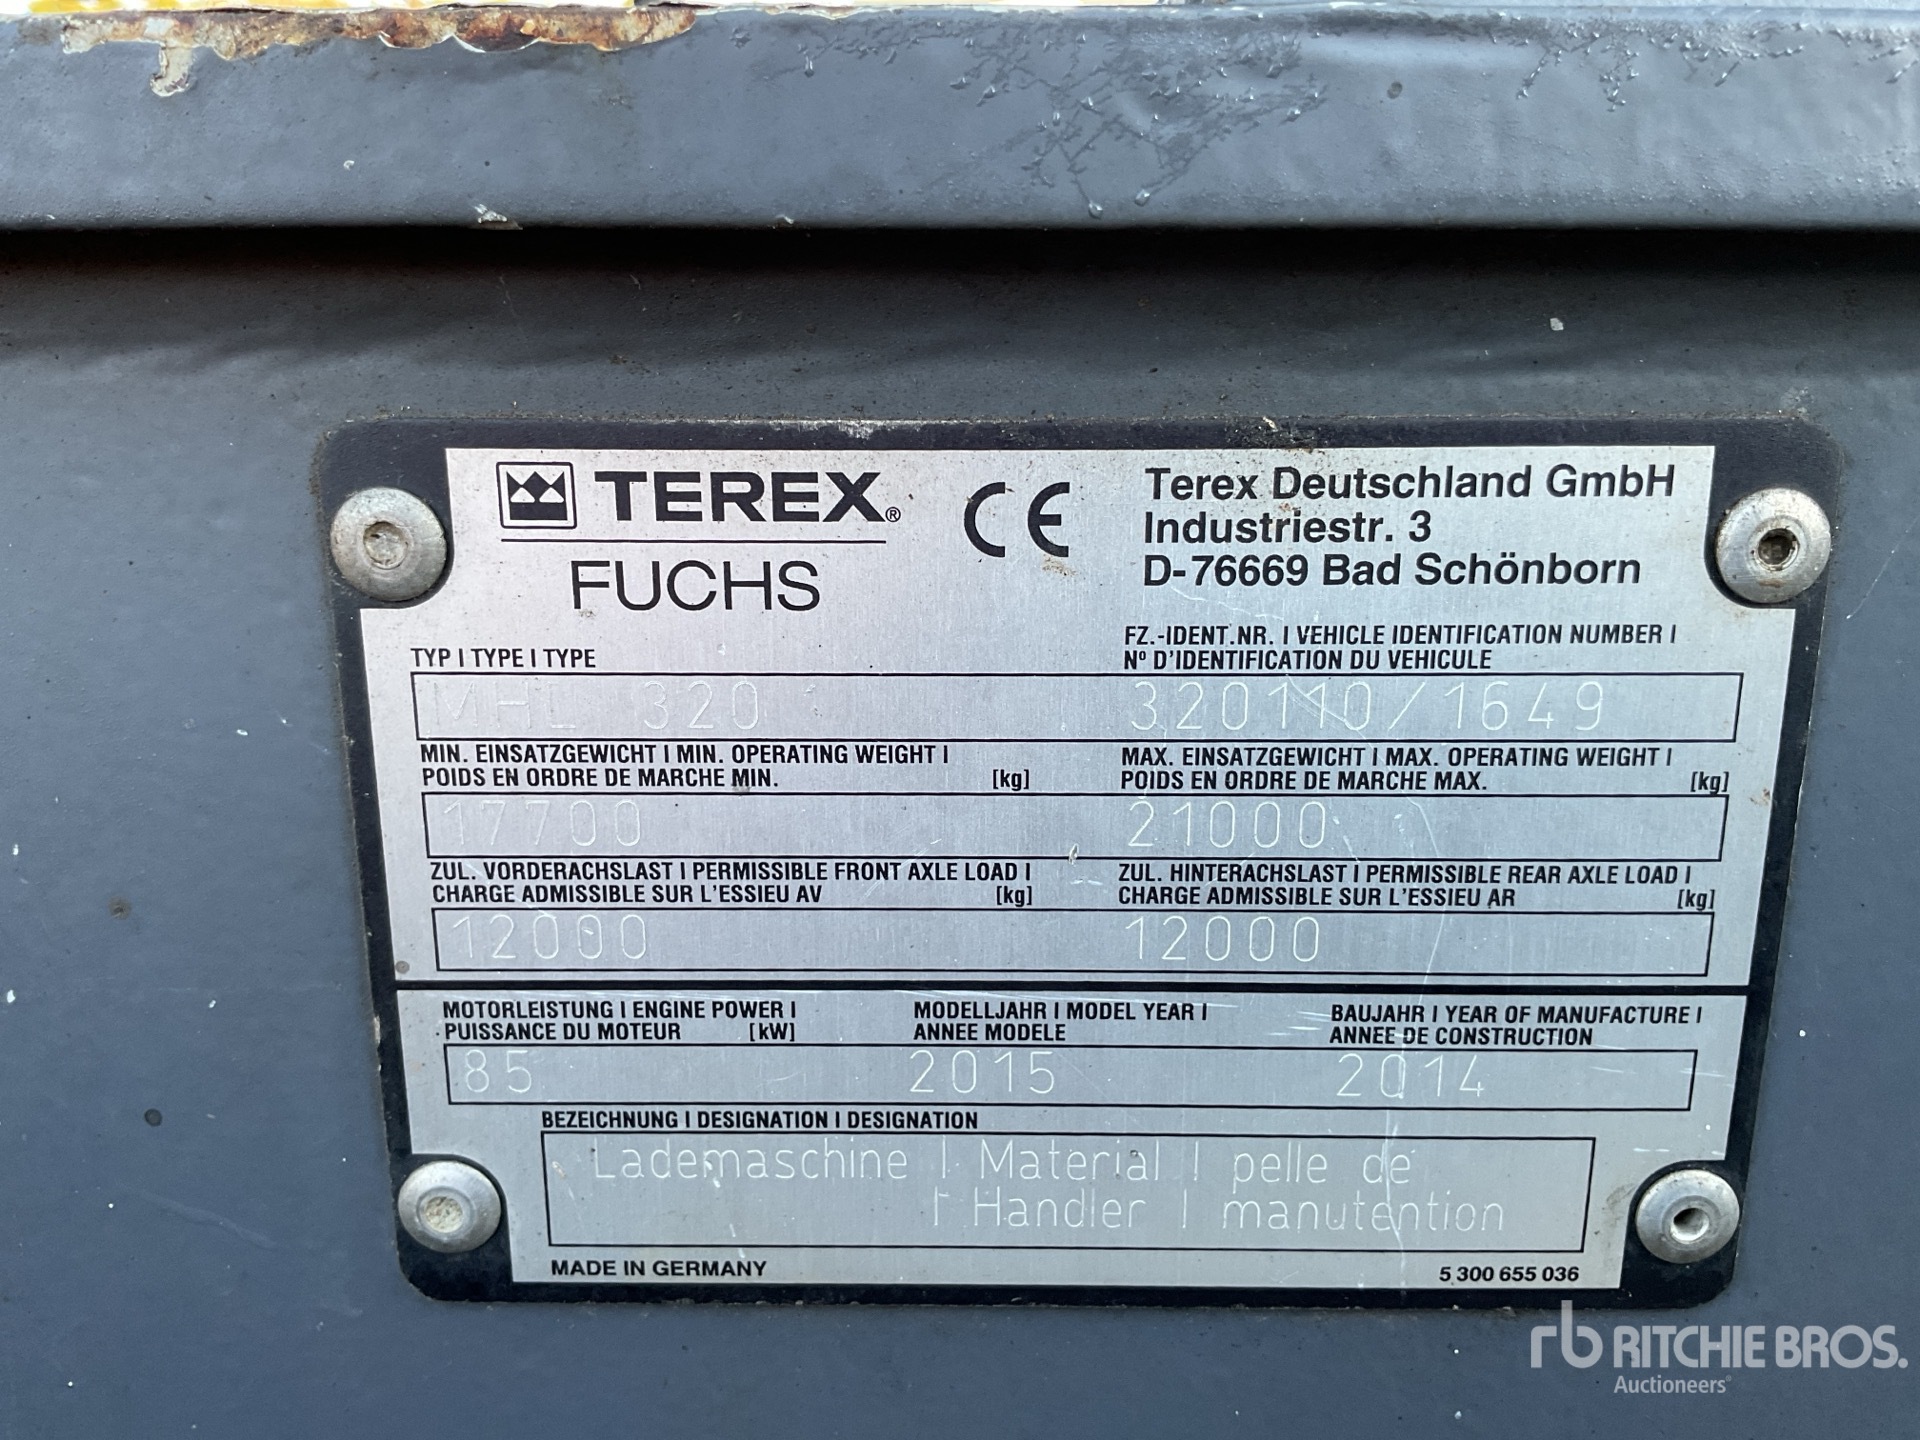 TEREX®
FUCHS
CE
Terex Deutschland GmbH
Industriestr. 3
D-76669 Bad Schönborn
TYP I TYPE I TYPE
FZ.-IDENT.NR. I VEHICLE IDENTIFICATION NUMBER I
Nº D'IDENTIFICATION DU VEHICULE
MHL 320
320110/1649
MIN. EINSATZGEWICHT I MIN. OPERATING WEIGHT I
POIDS EN ORDRE DE MARCHE MIN. [kg]
MAX. EINSATZGEWICHT I MAX. OPERATING WEIGHT I
POIDS EN ORDRE DE MARCHE MAX. [kg]
17700
21000
ZUL. VORDERACHSLAST I PERMISSIBLE FRONT AXLE LOAD I
CHARGE ADMISSIBLE SUR L'ESSIEU AV [kg]
ZUL. HINTERACHSLAST I PERMISSIBLE REAR AXLE LOAD I
CHARGE ADMISSIBLE SUR L'ESSIEU AR [kg]
12000
12000
MOTORLEISTUNG I ENGINE POWER I
PUISSANCE DU MOTEUR [kW]
MODELLJAHR I MODEL YEAR I
ANNEE MODELE
BAUJAHR I YEAR OF MANUFACTURE I
ANNEE DE CONSTRUCTION
85
2015
2014
BEZEICHNUNG I DESIGNATION I DESIGNATION
Lademaschine | Material | pelle de
| Handler | manutention
MADE IN GERMANY
5 300 655 036
rb RITCHIE BROS.
Auctioneers